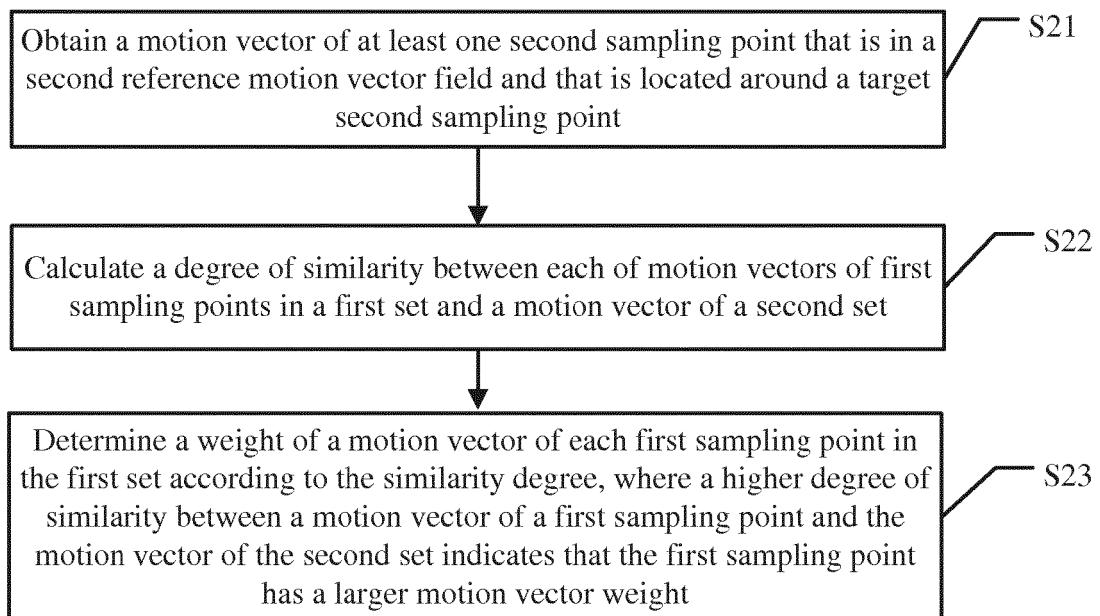 Obtain a motion vector of at least one second sampling point that is in a
second reference motion vector field and that is located around a target
second sampling point
S21
Calculate a degree of similarity between each of motion vectors of first
sampling points in a first set and a motion vector of a second set
S22
Determine a weight of a motion vector of each first sampling point in
the first set according to the similarity degree, where a higher degree of
similarity between a motion vector of a first sampling point and the
motion vector of the second set indicates that the first sampling point
has a larger motion vector weight
S23